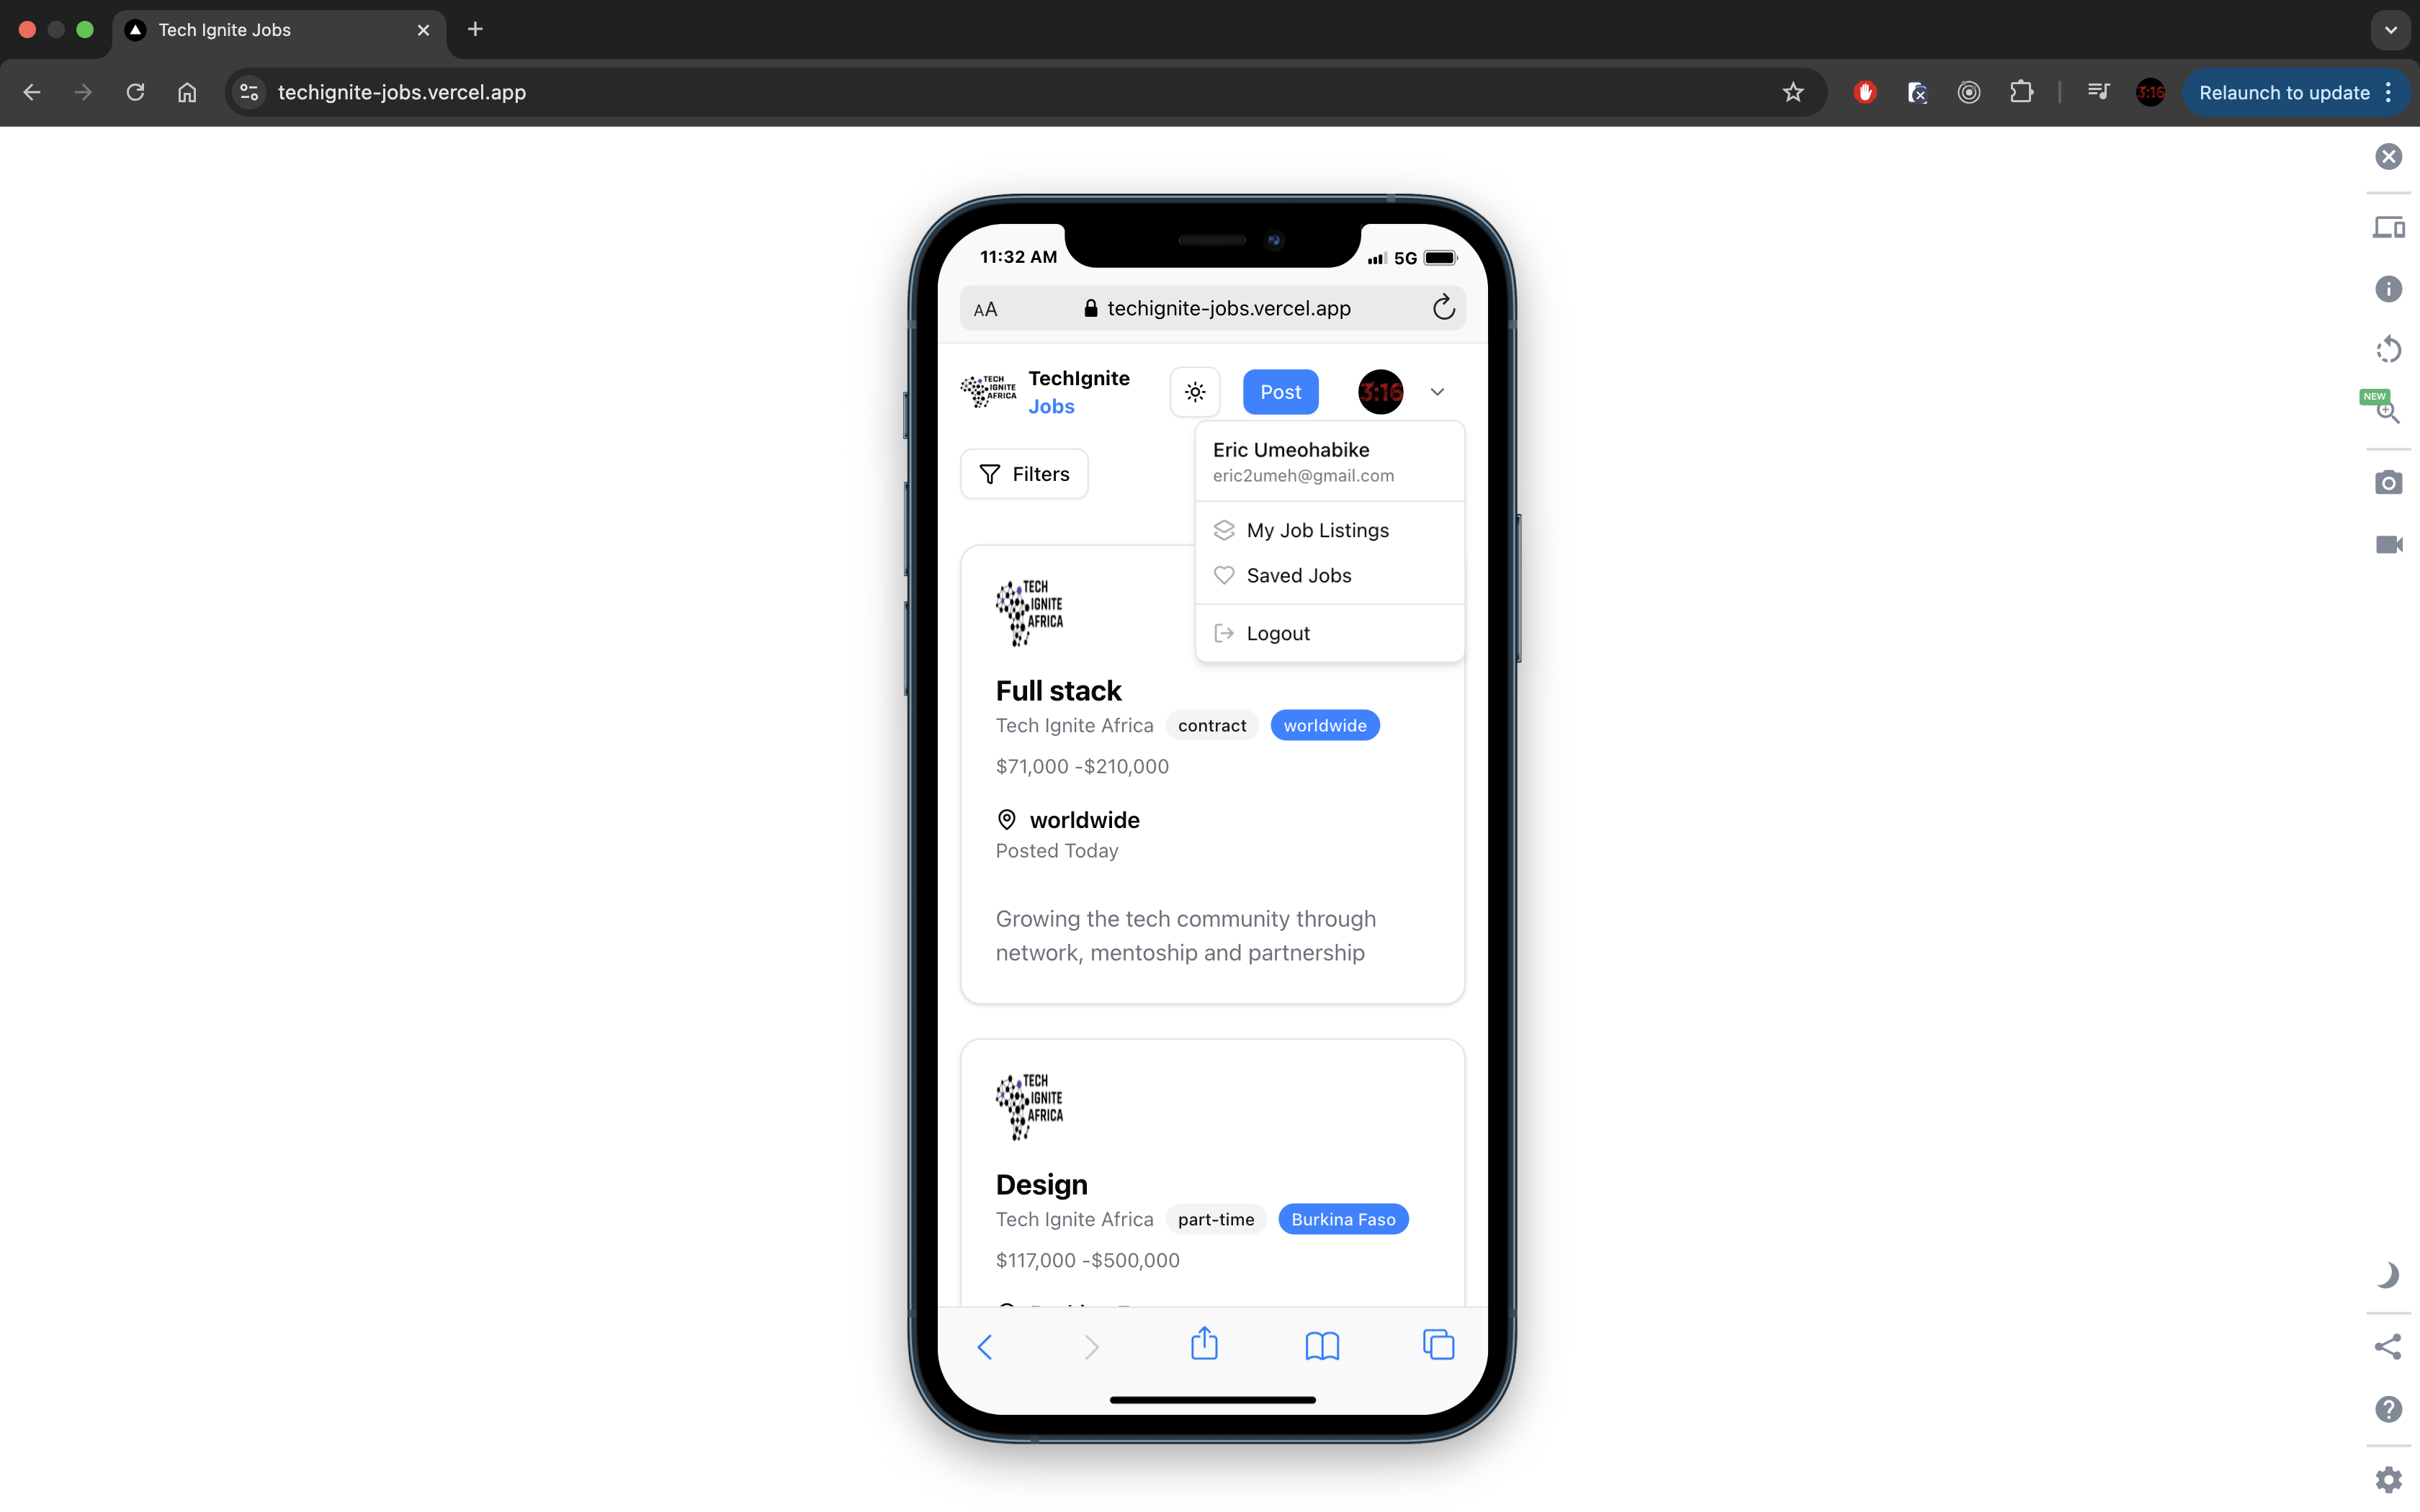 Tech Ignite Jobs
techignite-jobs.vercel.app
3:16
Relaunch to update
NEW
11:32 AM
5G
AA
techignite-jobs.vercel.app
TECH
IGNITE
AFRICA
TechIgnite
Jobs
Post
3:16
Eric Umeohabike
eric2umeh@gmail.com
Filters
My Job Listings
Saved Jobs
Logout
TECH
IGNITE
AFRICA
Full stack
Tech Ignite Africa contract worldwide
$71,000 -$210,000
worldwide
Posted Today
Growing the tech community through
network, mentoship and partnership
TECH
IGNITE
AFRICA
Design
Tech Ignite Africa part-time Burkina Faso
$117,000 -$500,000